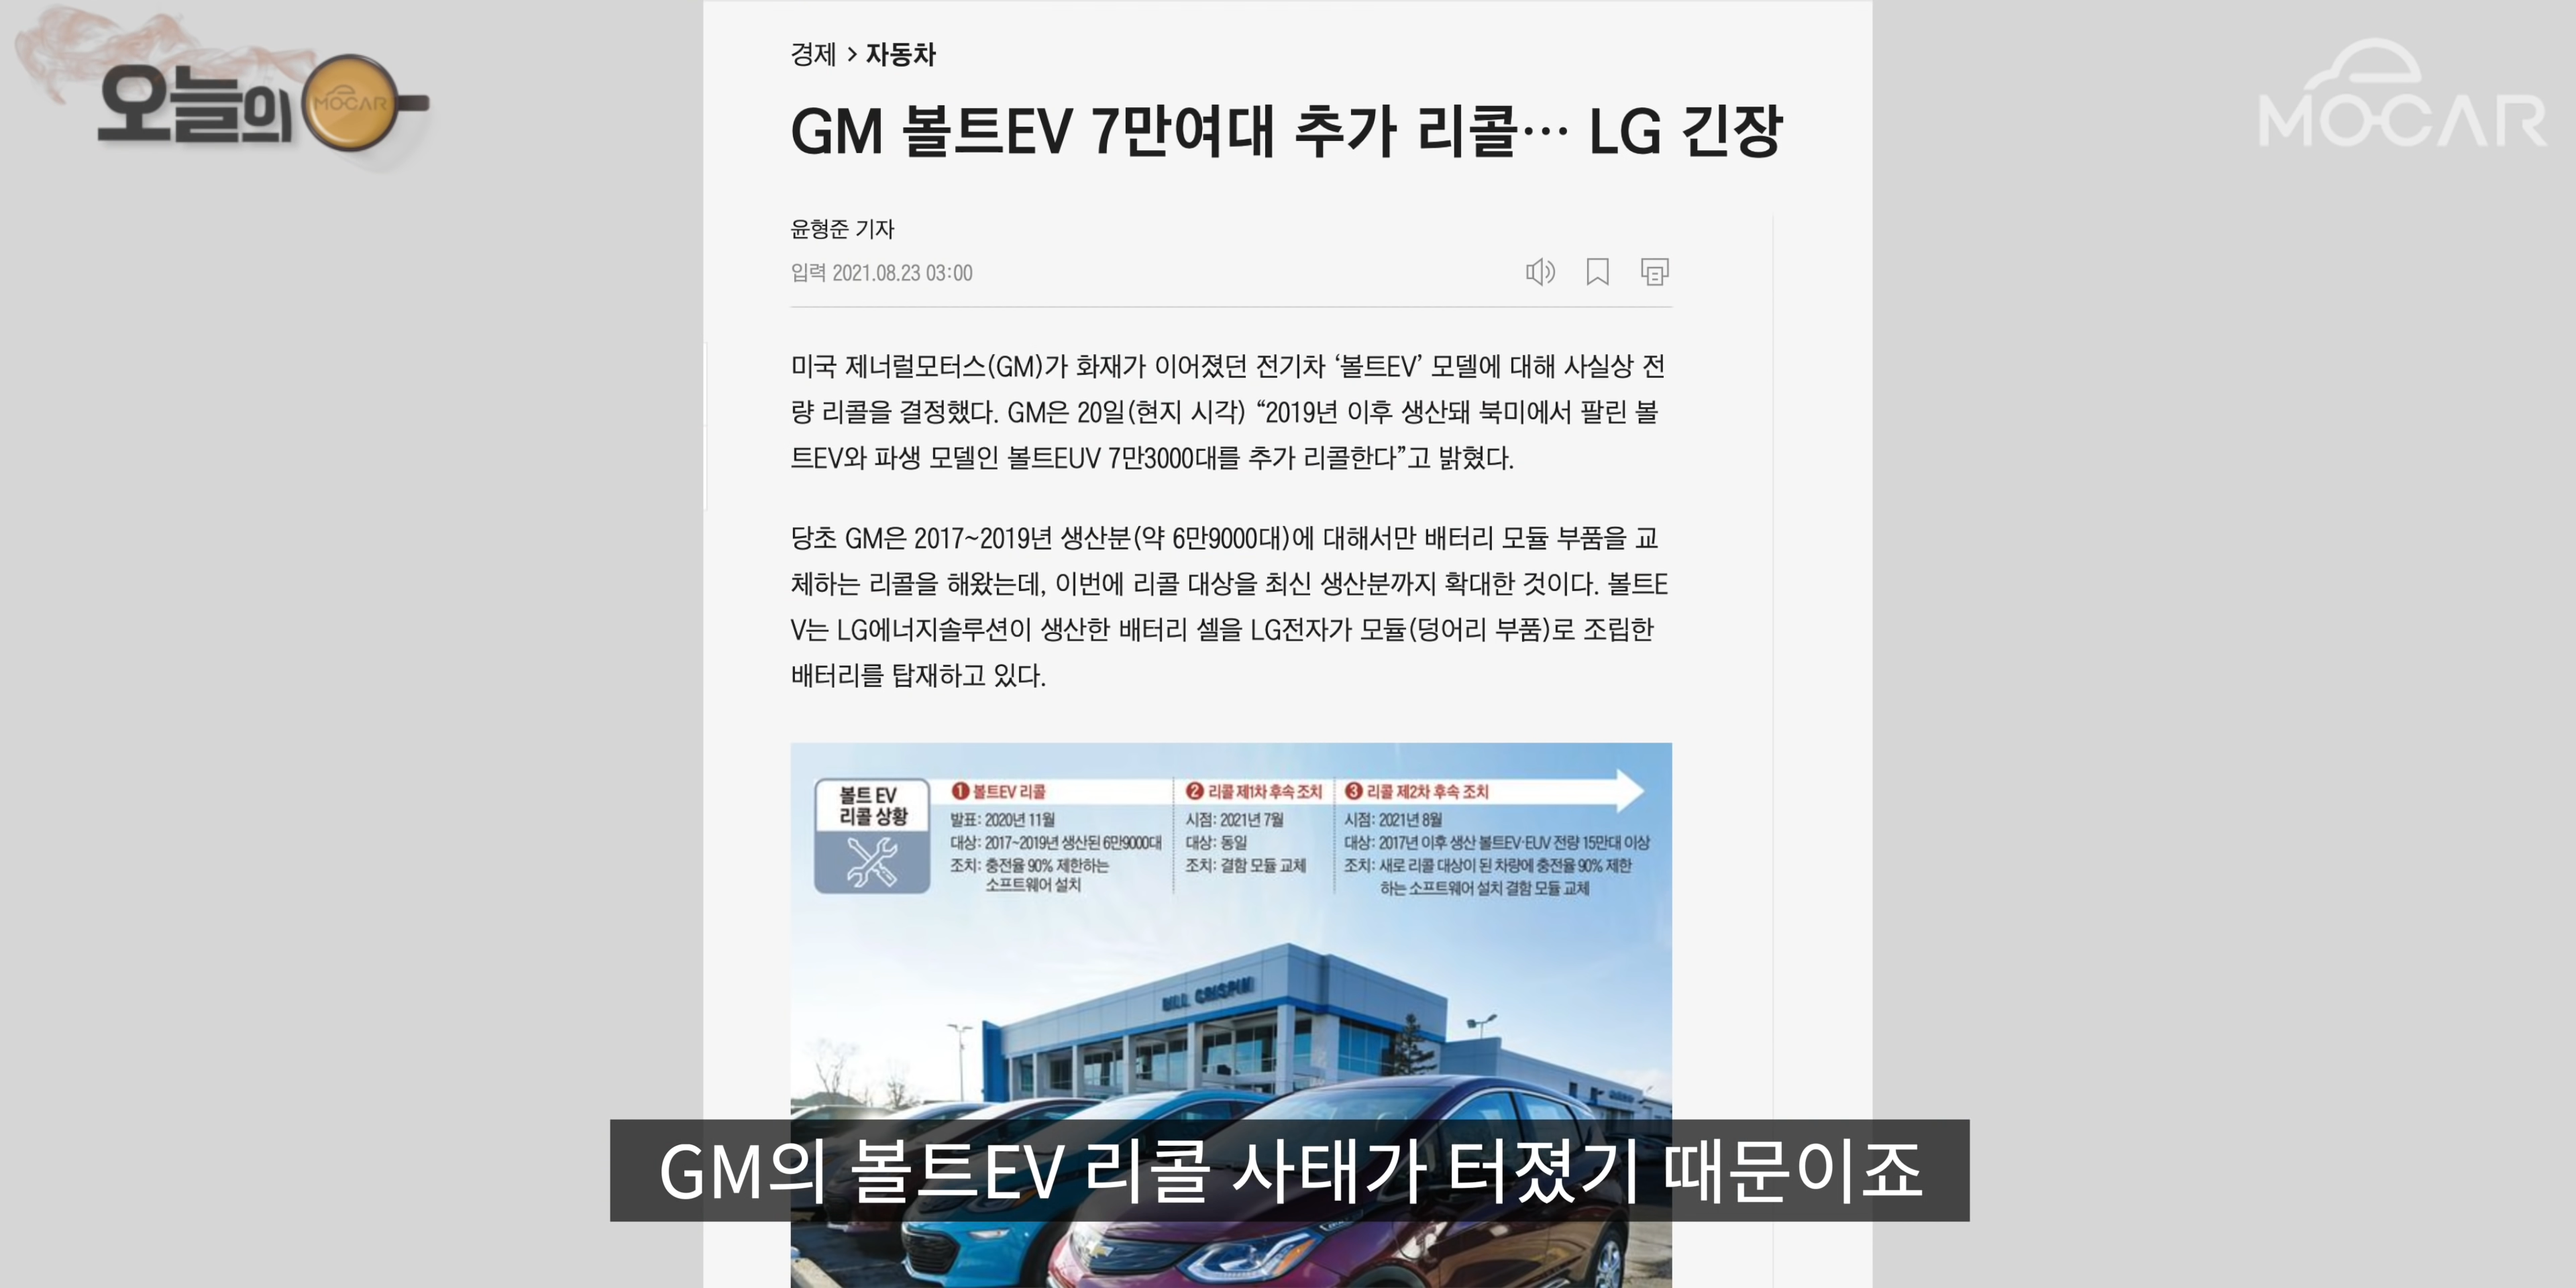 오늘의
MOCAR
MOCAR
경제 > 자동차
GM 볼트EV 7만여대 추가 리콜… LG 긴장
윤형준 기자
입력 2021.08.23 03:00
미국 제너럴모터스(GM)가 화재가 이어졌던 전기차 ‘볼트EV’ 모델에 대해 사실상 전
량 리콜을 결정했다. GM은 20일(현지 시각) “2019년 이후 생산돼 북미에서 팔린 볼
트EV와 파생 모델인 볼트EUV 7만3000대를 추가 리콜한다”고 밝혔다.
당초 GM은 2017~2019년 생산분(약 6만9000대)에 대해서만 배터리 모듈 부품을 교
체하는 리콜을 해왔는데, 이번에 리콜 대상을 최신 생산분까지 확대한 것이다. 볼트E
V는 LG에너지솔루션이 생산한 배터리 셀을 LG전자가 모듈(덩어리 부품)로 조립한
배터리를 탑재하고 있다.
볼트 EV
리콜 상황
1 볼트EV 리콜
발표: 2020년 11월
대상: 2017~2019년 생산된 6만9000대
조치: 충전율 90% 제한하는
소프트웨어 설치
2 리콜 제1차 후속 조치
시점: 2021년 7월
대상: 동일
조치: 결함 모듈 교체
3 리콜 제2차 후속 조치
시점: 2021년 8월
대상: 2017년 이후 생산 볼트EV·EUV 전량 15만대 이상
조치: 새로 리콜 대상이 된 차량에 충전율 90% 제한
하는 소프트웨어 설치 결함 모듈 교체
BILL CRISPIN
GM의 볼트EV 리콜 사태가 터졌기 때문이죠